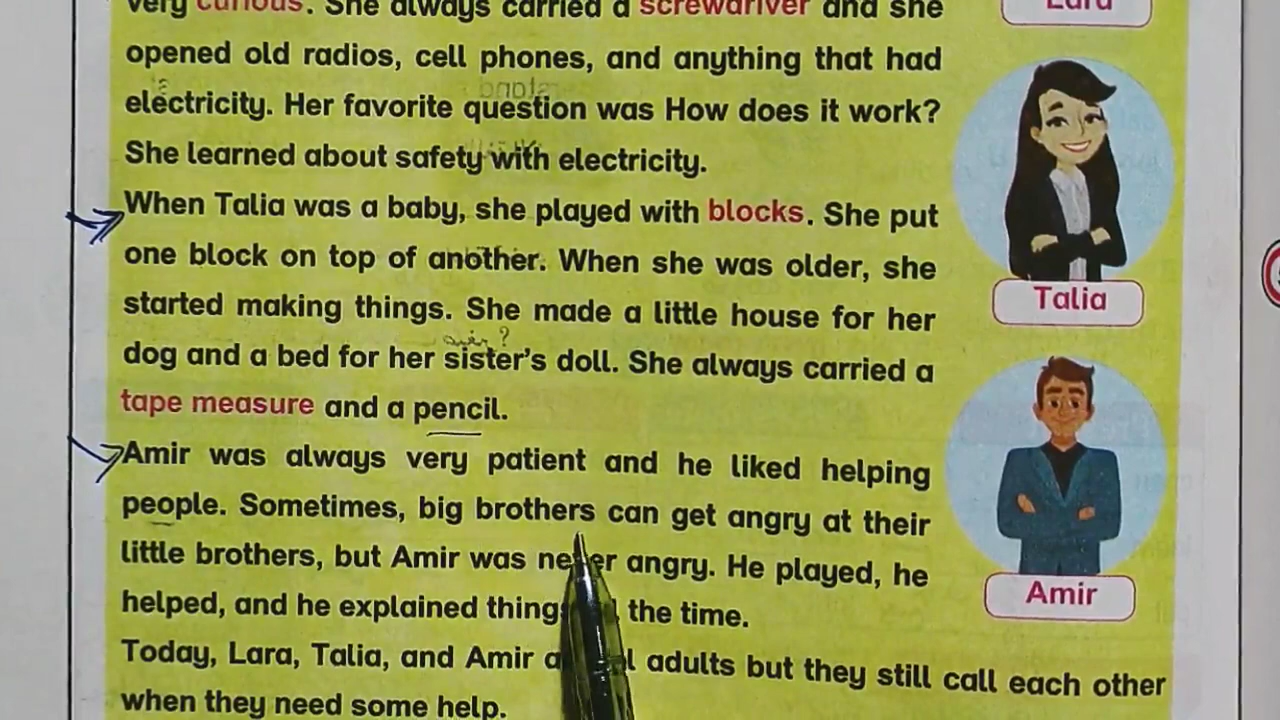 very curious. She always carried a screwdriver and she
Lara
opened old radios, cell phones, and anything that had
electricity. Her favorite question was How does it work?
She learned about safety with electricity.
When Talia was a baby, she played with blocks. She put
one block on top of another. When she was older, she
started making things. She made a little house for her
dog and a bed for her sister's doll. She always carried a
tape measure and a pencil.
Talia
Amir was always very patient and he liked helping
people. Sometimes, big brothers can get angry at their
little brothers, but Amir was never angry. He played, he
helped, and he explained things the time.
Amir
Today, Lara, Talia, and Amir adults but they still call each other
when they need some help.